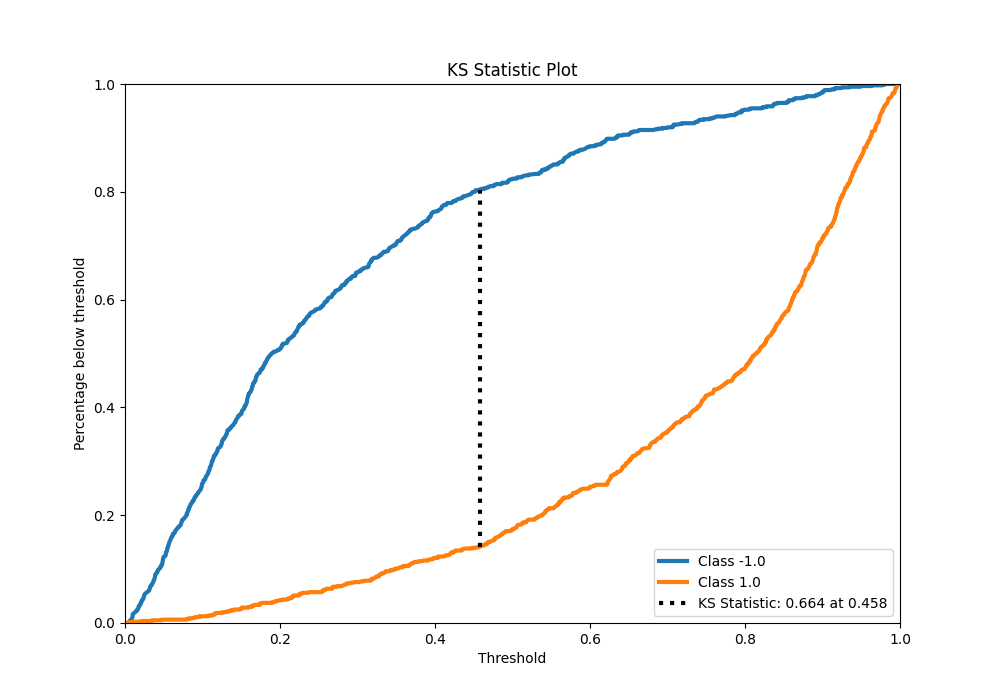 KS Statistic Plot
1.0
0.8
0.6
0.4
0.2
0.0
Percentage below threshold
0.0 0.2 0.4 0.6 0.8 1.0
Threshold
Class -1.0
Class 1.0
KS Statistic: 0.664 at 0.458